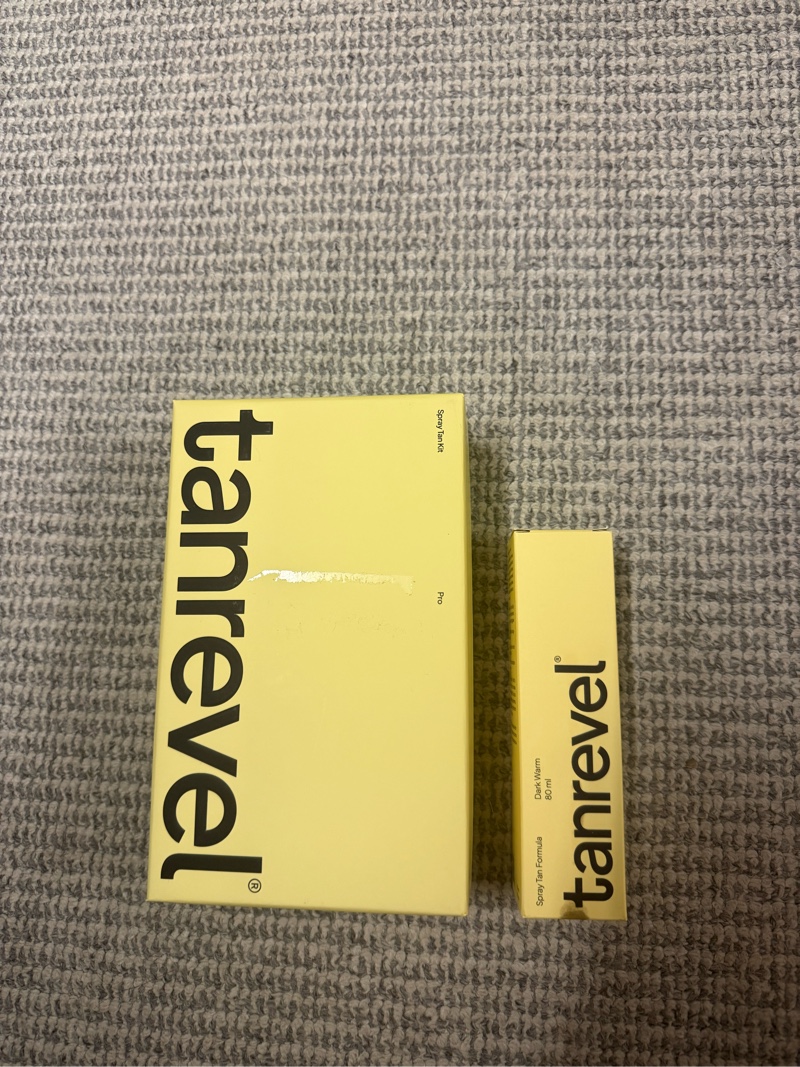 Spray Tan Kit
Pro
tanrevel®
Spray Tan Formula
Dark Warm
80 ml
tanrevel®